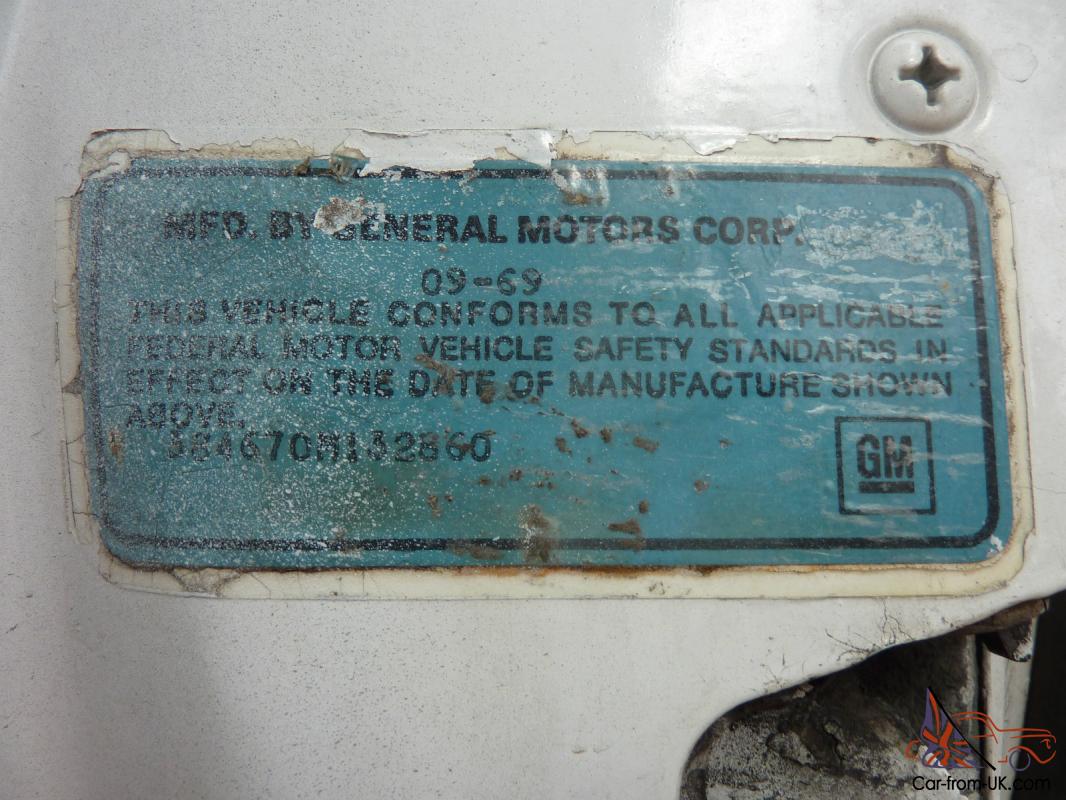 MFD. BY GENERAL MOTORS CORP.
09-69
THIS VEHICLE CONFORMS TO ALL APPLICABLE
FEDERAL MOTOR VEHICLE SAFETY STANDARDS IN
EFFECT ON THE DATE OF MANUFACTURE SHOWN
ABOVE.
384670M132860
GM
Car-from-UK.com